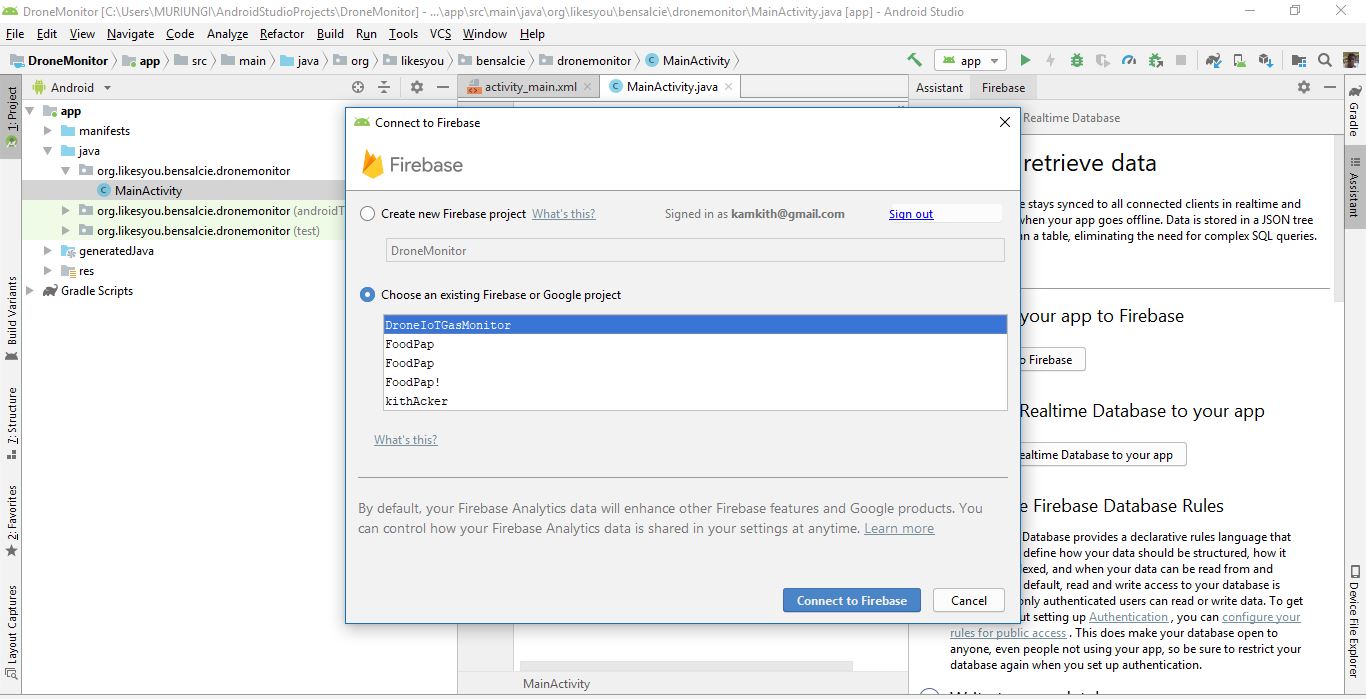 DroneMonitor [C:\Users\MURIUNGI\AndroidStudioProjects\DroneMonitor] - ...\app\src\main\java\org\likesyou\bensalcie\dronemonitor\MainActivity.java [app] - Android Studio
File Edit View Navigate Code Analyze Refactor Build Run Tools VCS Window Help
DroneMonitor app src main java org likesyou bensalcie dronemonitor MainActivity app
Android activity_main.xml MainActivity.java Assistant Firebase
1: Project
Build Variants
7: Structure
2: Favorites
Layout Captures
app
manifests
java
org.likesyou.bensalcie.dronemonitor
MainActivity
org.likesyou.bensalcie.dronemonitor (androidT
org.likesyou.bensalcie.dronemonitor (test)
generatedJava
res
Gradle Scripts
Connect to Firebase
Firebase
Create new Firebase project What's this? Signed in as kamkith@gmail.com Sign out
DroneMonitor
Choose an existing Firebase or Google project
DroneIoTGasMonitor
FoodPap
FoodPap
FoodPap!
kithAcker
What's this?
By default, your Firebase Analytics data will enhance other Firebase features and Google products. You
can control how your Firebase Analytics data is shared in your settings at anytime. Learn more
Connect to Firebase Cancel
MainActivity
Realtime Database
retrieve data
e stays synced to all connected clients in realtime and
when your app goes offline. Data is stored in a JSON tree
n a table, eliminating the need for complex SQL queries.
your app to Firebase
o Firebase
Realtime Database to your app
ealtime Database to your app
e Firebase Database Rules
Database provides a declarative rules language that
define how your data should be structured, how it
exed, and when your data can be read from and
default, read and write access to your database is
only authenticated users can read or write data. To get
ut setting up Authentication , you can configure your
rules for public access . This does make your database open to
anyone, even people not using your app, so be sure to restrict your
database again when you set up authentication.
Gradle
Assistant
Device File Explorer